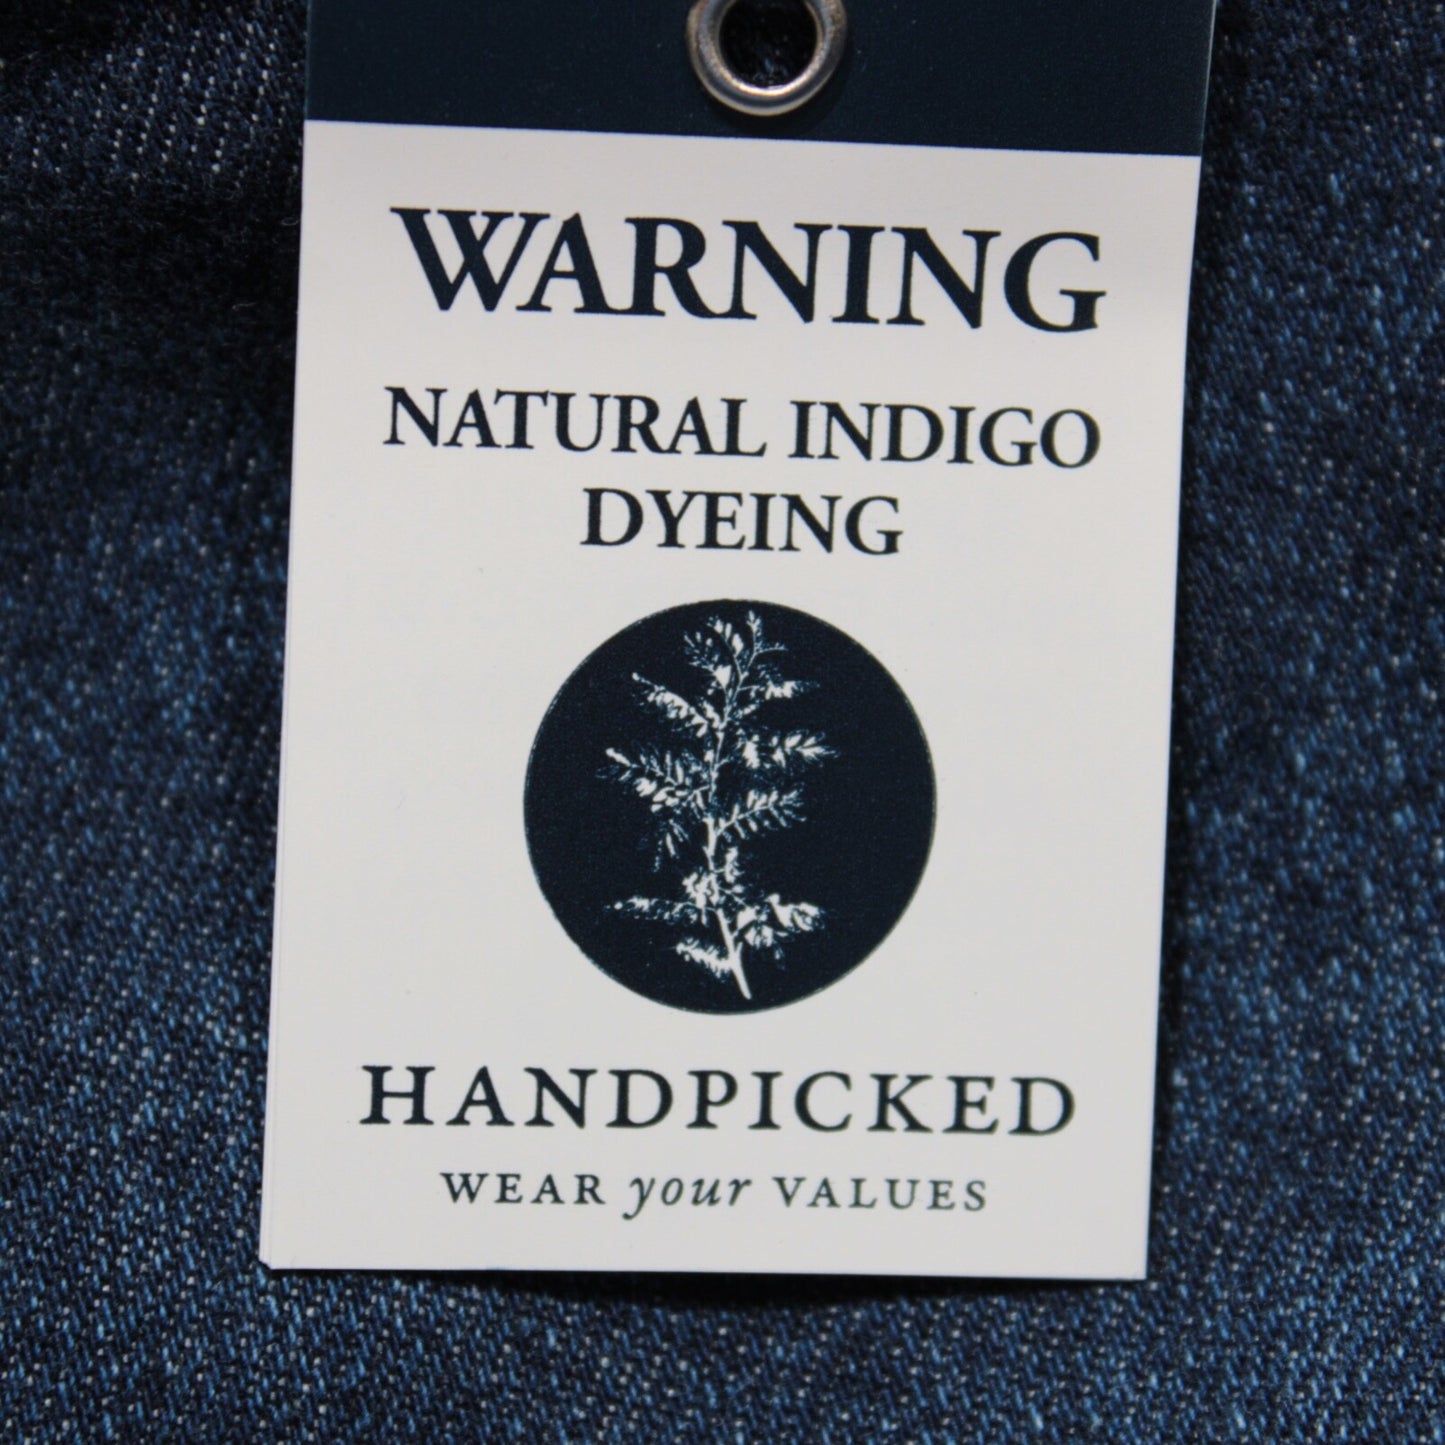 WARNING
NATURAL INDIGO
DYEING
HANDPICKED
WEAR your VALUES